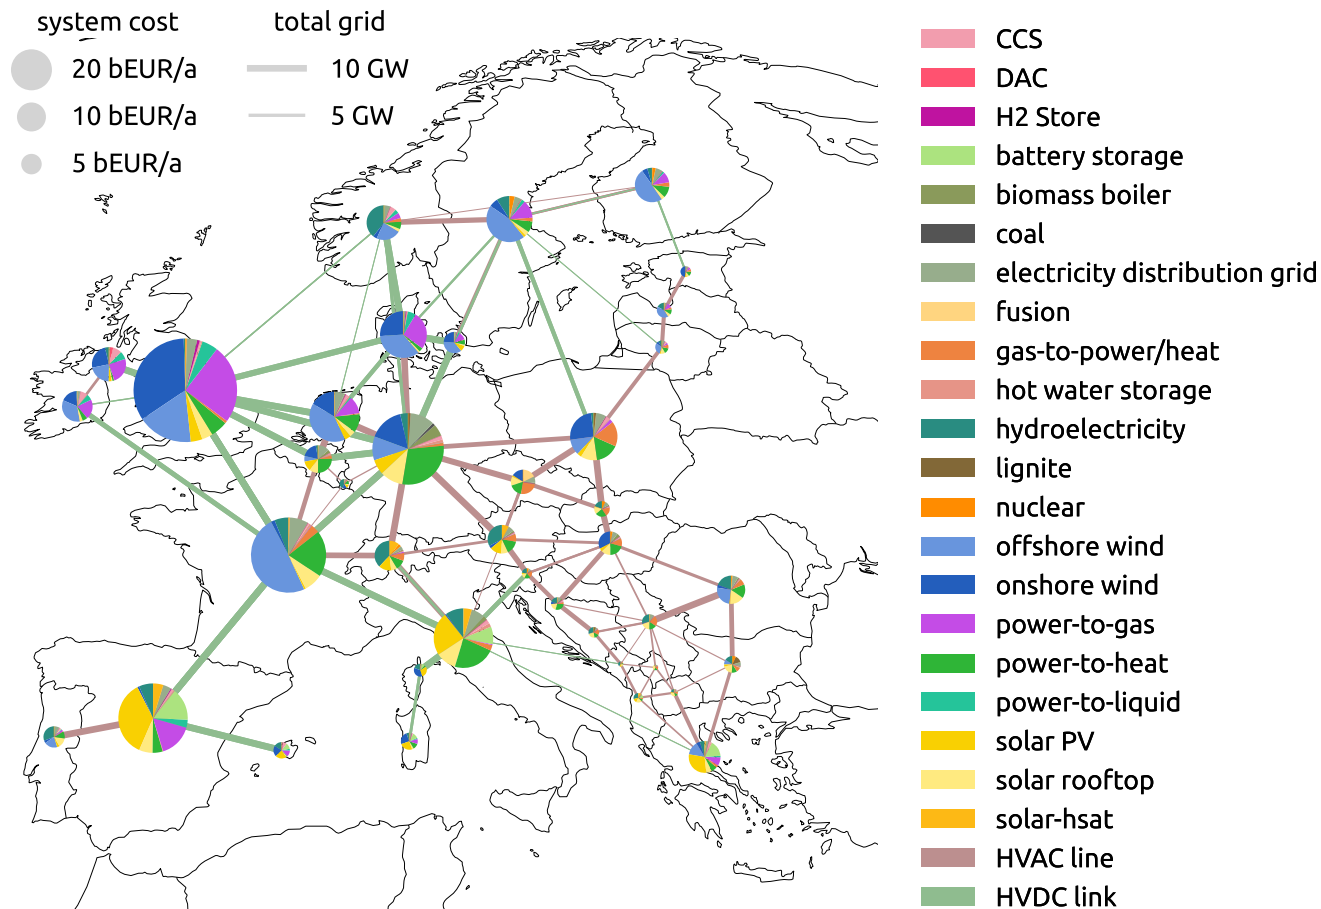 system cost
20 bEUR/a
10 bEUR/a
5 bEUR/a
total grid
10 GW
5 GW
CCS
DAC
H2 Store
battery storage
biomass boiler
coal
electricity distribution grid
fusion
gas-to-power/heat
hot water storage
hydroelectricity
lignite
nuclear
offshore wind
onshore wind
power-to-gas
power-to-heat
power-to-liquid
solar PV
solar rooftop
solar-hsat
HVAC line
HVDC link